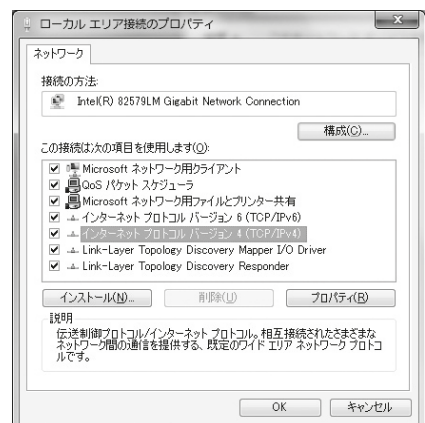 ローカル エリア接続のプロパティ
ネットワーク
接続の方法:
Intel(R) 82579LM Gigabit Network Connection
構成(C)...
この接続は次の項目を使用します(O):
Microsoft ネットワーク用クライアント
QoS パケット スケジューラ
Microsoft ネットワーク用ファイルとプリンター共有
インターネット プロトコル バージョン 6 (TCP/IPv6)
インターネット プロトコル バージョン 4 (TCP/IPv4)
Link-Layer Topology Discovery Mapper I/O Driver
Link-Layer Topology Discovery Responder
インストール(N)...
削除(U)
プロパティ(R)
説明
伝送制御プロトコル/インターネット プロトコル。相互接続されたさまざまな
ネットワーク間の通信を提供する、既定のワイド エリア ネットワーク プロトコ
ルです。
OK
キャンセル